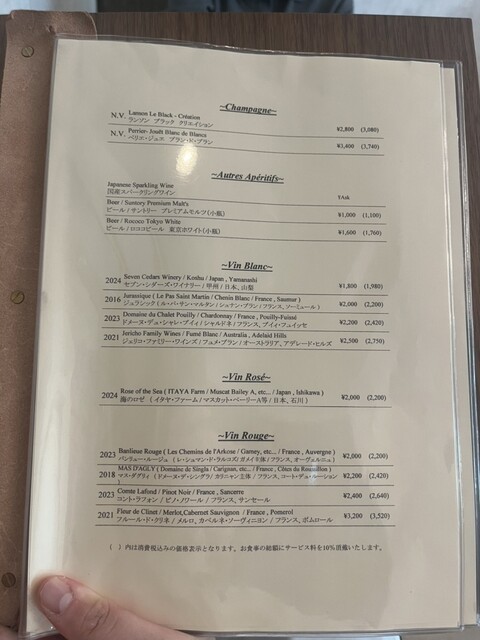 ~Champagne~
N.V. Lanson Le Black - Création
ランソン ブラック クリエイション ¥2,800 (3,080)
N.V. Perrier- Jouët Blanc de Blancs
ペリエ・ジュエ ブラン・ド・ブラン ¥3,400 (3,740)
~Autres Apéritifs~
Japanese Sparkling Wine
国産スパークリングワイン ¥Ask
Beer / Suntory Premium Malt's
ビール / サントリー プレミアムモルツ(小瓶) ¥1,000 (1,100)
Beer / Rococo Tokyo White
ビール / ロココビール 東京ホワイト(小瓶) ¥1,600 (1,760)
~Vin Blanc~
2024 Seven Cedars Winery / Koshu / Japan , Yamanashi
セブン・シダーズ・ワイナリー / 甲州 / 日本、山梨 ¥1,800 (1,980)
2016 Jurassique ( Le Pas Saint Martin / Chenin Blanc / France , Saumur )
ジュラシック ( ル・パ・サン・マルタン / シュナン・ブラン / フランス、ソーミュール ) ¥2,000 (2,200)
2023 Domaine du Chalet Pouilly / Chardonnay / France , Pouilly-Fuissé
ドメーヌ・デュ・シャレ・プイィ / シャルドネ / フランス、プイィ・フュイッセ ¥2,200 (2,420)
2021 Jericho Family Wines / Fumé Blanc / Australia , Adelaid Hills
ジェリコ・ファミリー・ワインズ / フュメ・ブラン / オーストラリア、アデレード・ヒルズ ¥2,500 (2,750)
~Vin Rosé~
2024 Rose of the Sea ( ITAYA Farm / Muscat Bailey A, etc... / Japan , Ishikawa )
海のロゼ ( イタヤ・ファーム / マスカット・ベーリーA等 / 日本、石川 ) ¥2,000 (2,200)
~Vin Rouge~
2023 Banlieue Rouge ( Les Chemins de l'Arkose / Gamey, etc... / France , Auvergne )
バンリュー・ルージュ ( レ・シュマン・ド・ラルコズ / ガメイ主体 / フランス、オーヴェルニュ ) ¥2,000 (2,200)
2018 MAS D'AGLY ( Domaine de Singla / Carignan, etc... / France , Côtes du Roussillon )
マス・ダグリィ ( ドメーヌ・デ・シングラ / カリニャン主体 / フランス、コート・デュ・ルーション ) ¥2,200 (2,420)
2023 Comte Lafond / Pinot Noir / France , Sancerre
コント・ラフォン / ピノ・ノワール / フランス、サンセール ¥2,400 (2,640)
2021 Fleur de Clinet / Merlot,Cabernet Sauvignon / France , Pomerol
フルール・ド・クリネ / メルロ、カベルネ・ソーヴィニヨン / フランス、ポムロール ¥3,200 (3,520)
( )内は消費税込みの価格表示となります。お食事の総額にサービス料を10%頂戴いたします。